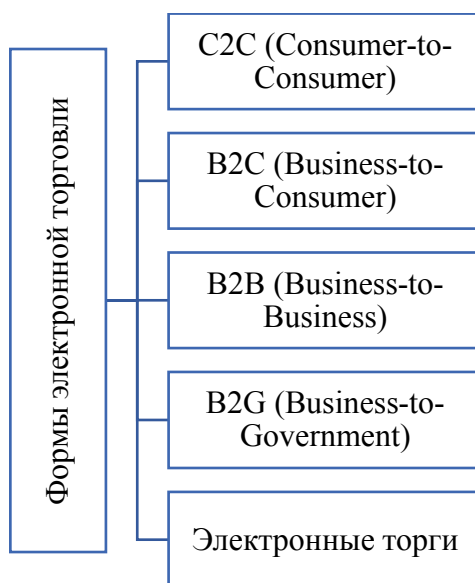 Формы электронной торговли
C2C (Consumer-to-
Consumer)
B2C (Business-to-
Consumer)
B2B (Business-to-
Business)
B2G (Business-to-
Government)
Электронные торги